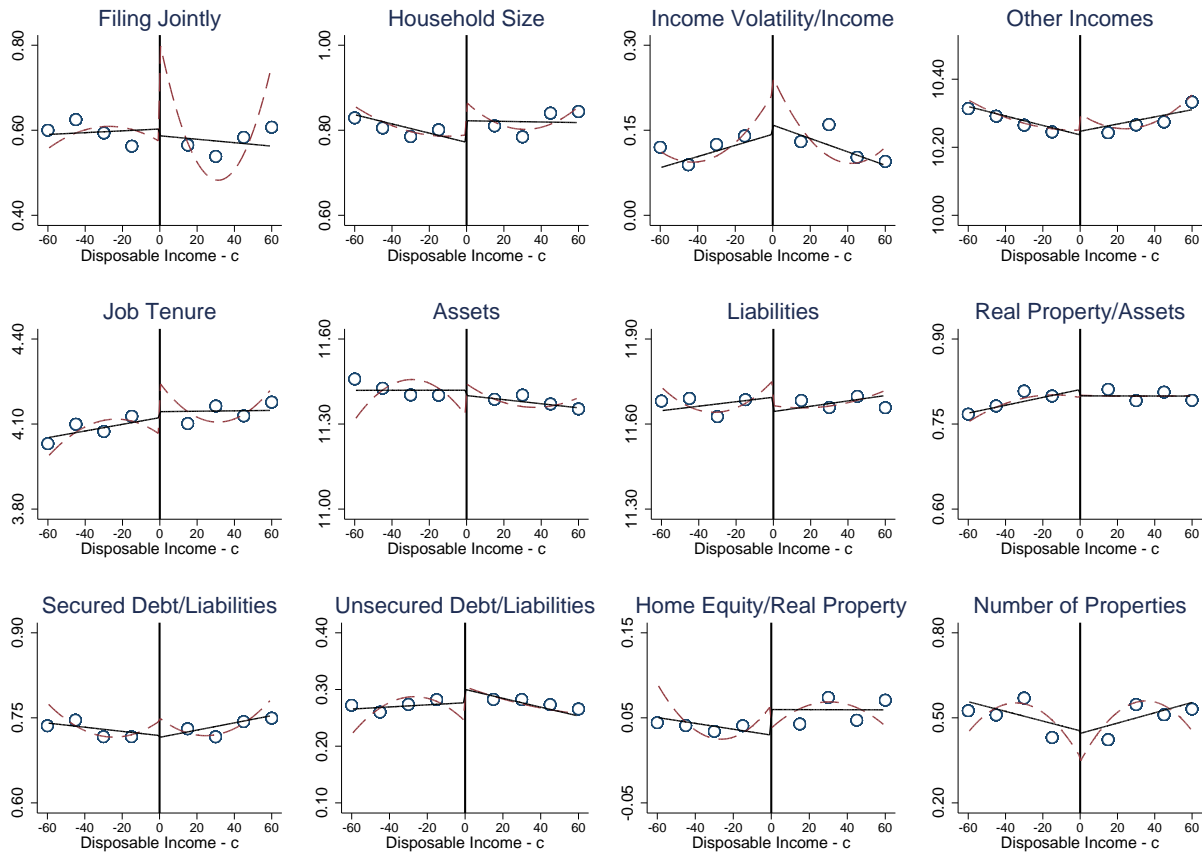 Filing Jointly
0.80
0.60
0.40
-60 -40 -20 0 20 40 60
Disposable Income - c
Household Size
1.00
0.80
0.60
-60 -40 -20 0 20 40 60
Disposable Income - c
Income Volatility/Income
0.30
0.15
0.00
-60 -40 -20 0 20 40 60
Disposable Income - c
Other Incomes
10.40
10.20
10.00
-60 -40 -20 0 20 40 60
Disposable Income - c
Job Tenure
4.40
4.10
3.80
-60 -40 -20 0 20 40 60
Disposable Income - c
Assets
11.60
11.30
11.00
-60 -40 -20 0 20 40 60
Disposable Income - c
Liabilities
11.90
11.60
11.30
-60 -40 -20 0 20 40 60
Disposable Income - c
Real Property/Assets
0.90
0.75
0.60
-60 -40 -20 0 20 40 60
Disposable Income - c
Secured Debt/Liabilities
0.90
0.75
0.60
-60 -40 -20 0 20 40 60
Disposable Income - c
Unsecured Debt/Liabilities
0.40
0.30
0.20
0.10
-60 -40 -20 0 20 40 60
Disposable Income - c
Home Equity/Real Property
0.15
0.05
-0.05
-60 -40 -20 0 20 40 60
Disposable Income - c
Number of Properties
0.80
0.50
0.20
-60 -40 -20 0 20 40 60
Disposable Income - c